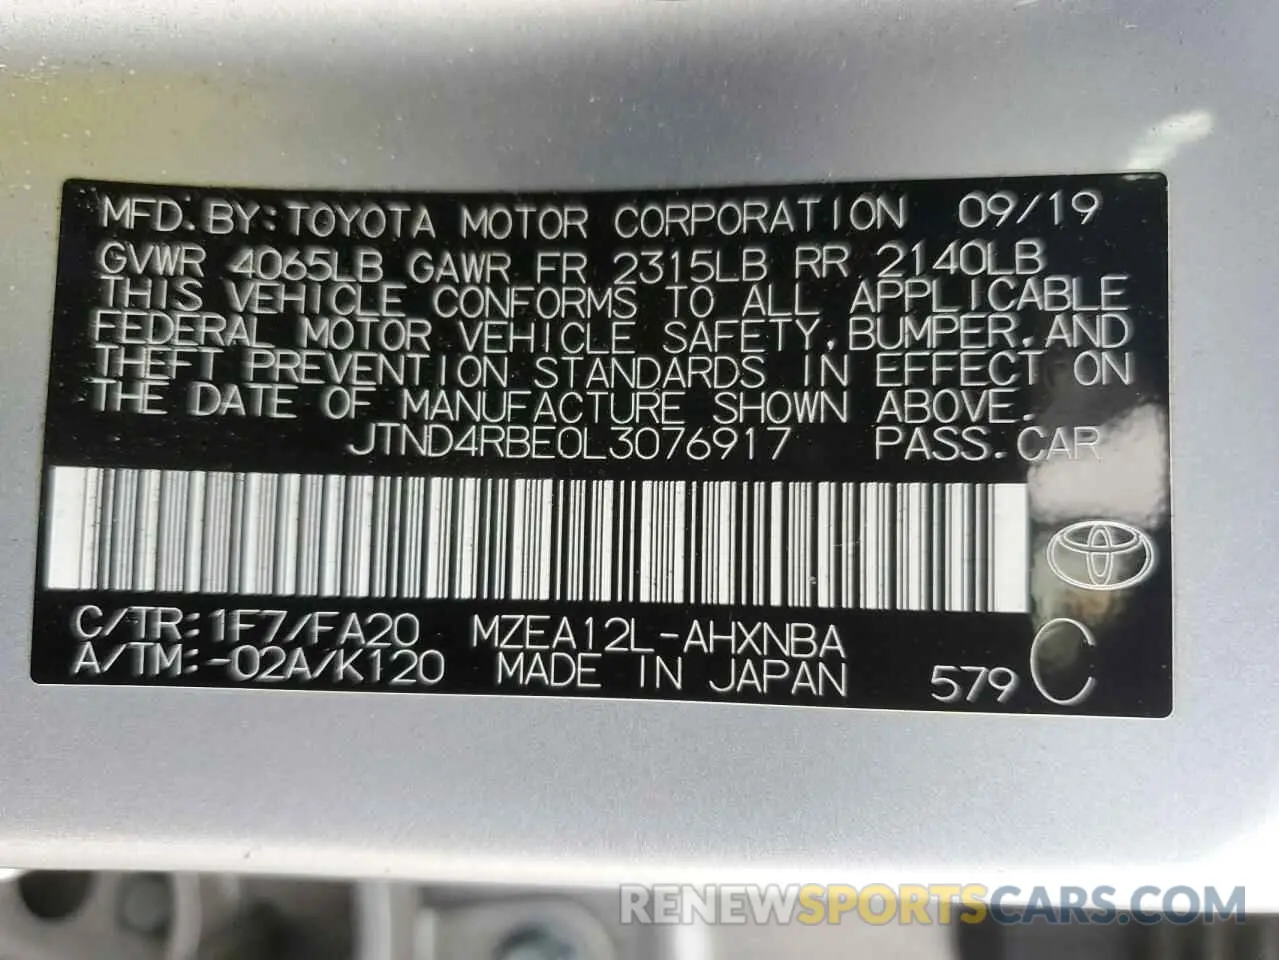 MFD. BY: TOYOTA MOTOR CORPORATION 09/19
GVWR 4065LB GAWR FR 2315LB RR 2140LB
THIS VEHICLE CONFORMS TO ALL APPLICABLE
FEDERAL MOTOR VEHICLE SAFETY, BUMPER, AND
THEFT PREVENTION STANDARDS IN EFFECT ON
THE DATE OF MANUFACTURE SHOWN ABOVE.
JTND4RBE0L3076917 PASS. CAR
C/TR: 1F7/FA20 MZEA12L-AHXNBA
A/TM: -02A/K120 MADE IN JAPAN 579 C
RENEWSPORTSCARS.COM